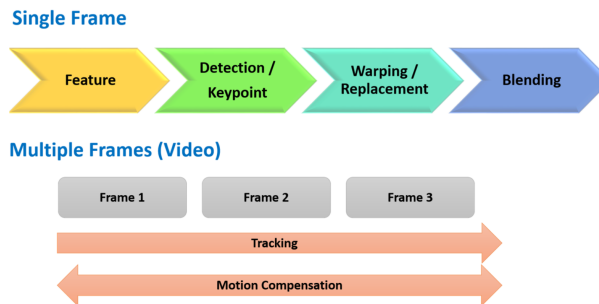 Single Frame
Feature
Detection /
Keypoint
Warping /
Replacement
Blending
Multiple Frames (Video)
Frame 1
Frame 2
Frame 3
Tracking
Motion Compensation